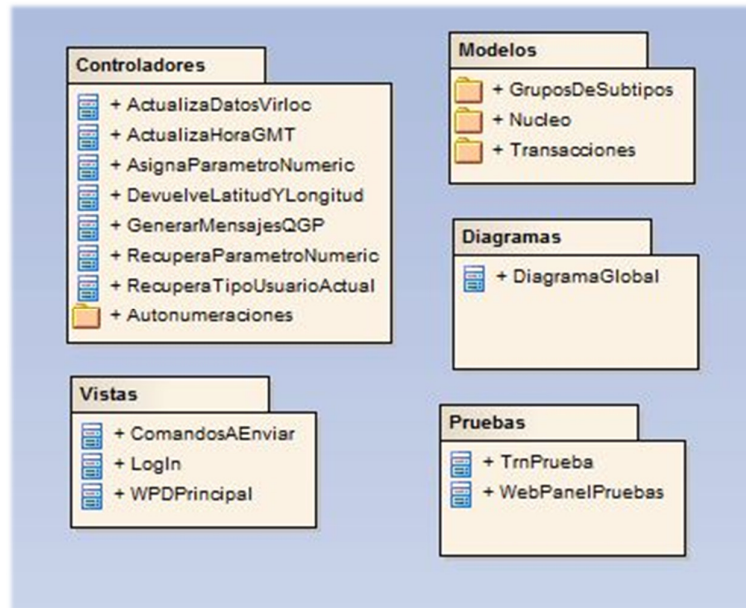 Controladores
+ ActualizaDatosVirloc
+ ActualizaHoraGMT
+ AsignaParametroNumeric
+ DevuelveLatitudYLongitud
+ GenerarMensajesQGP
+ RecuperaParametroNumeric
+ RecuperaTipoUsuarioActual
+ Autonumeraciones
Modelos
+ GruposDeSubtipos
+ Nucleo
+ Transacciones
Diagramas
+ DiagramaGlobal
Vistas
+ ComandosAEnviar
+ LogIn
+ WPDPrincipal
Pruebas
+ TrnPrueba
+ WebPanelPruebas